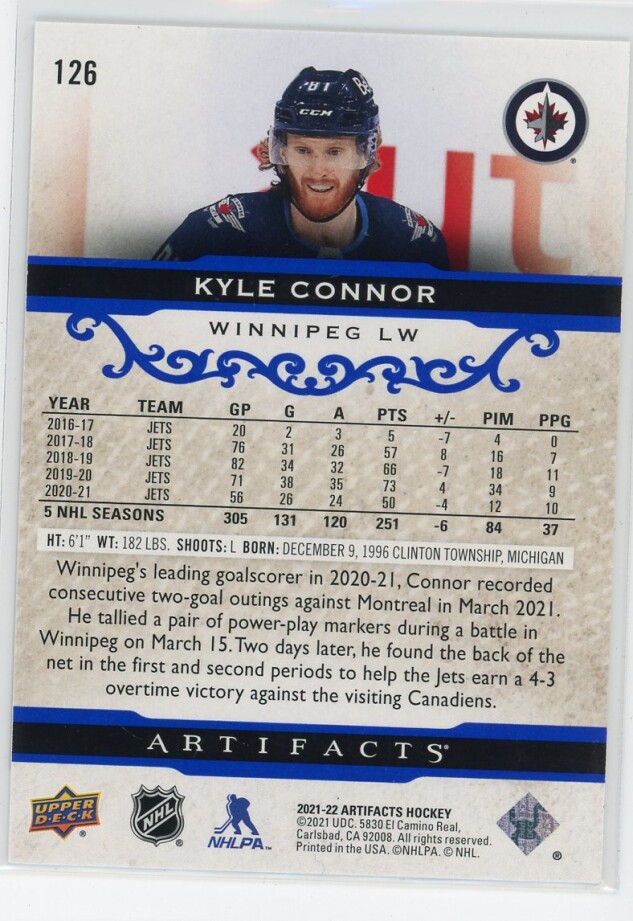 126
81
Be
CCM
UT
KYLE CONNOR
WINNIPEG LW
YEAR TEAM GP G A PTS +/- PIM PPG
2016-17 JETS 20 2 3 5 -7 4 0
2017-18 JETS 76 31 26 57 8 16 7
2018-19 JETS 82 34 32 66 -7 18 11
2019-20 JETS 71 38 35 73 4 34 9
2020-21 JETS 56 26 24 50 -4 12 10
5 NHL SEASONS 305 131 120 251 -6 84 37
HT: 6'1" WT: 182 LBS. SHOOTS: L BORN: DECEMBER 9, 1996 CLINTON TOWNSHIP, MICHIGAN
Winnipeg's leading goalscorer in 2020-21, Connor recorded
consecutive two-goal outings against Montreal in March 2021.
He tallied a pair of power-play markers during a battle in
Winnipeg on March 15. Two days later, he found the back of the
net in the first and second periods to help the Jets earn a 4-3
overtime victory against the visiting Canadiens.
ARTIFACTS®
UPPER
DECK ®
NHL ®
NHLPA™
2021-22 ARTIFACTS HOCKEY
©2021 UDC. 5830 El Camino Real,
Carlsbad, CA 92008. All rights reserved.
Printed in the USA. ©NHLPA. © NHL.
®